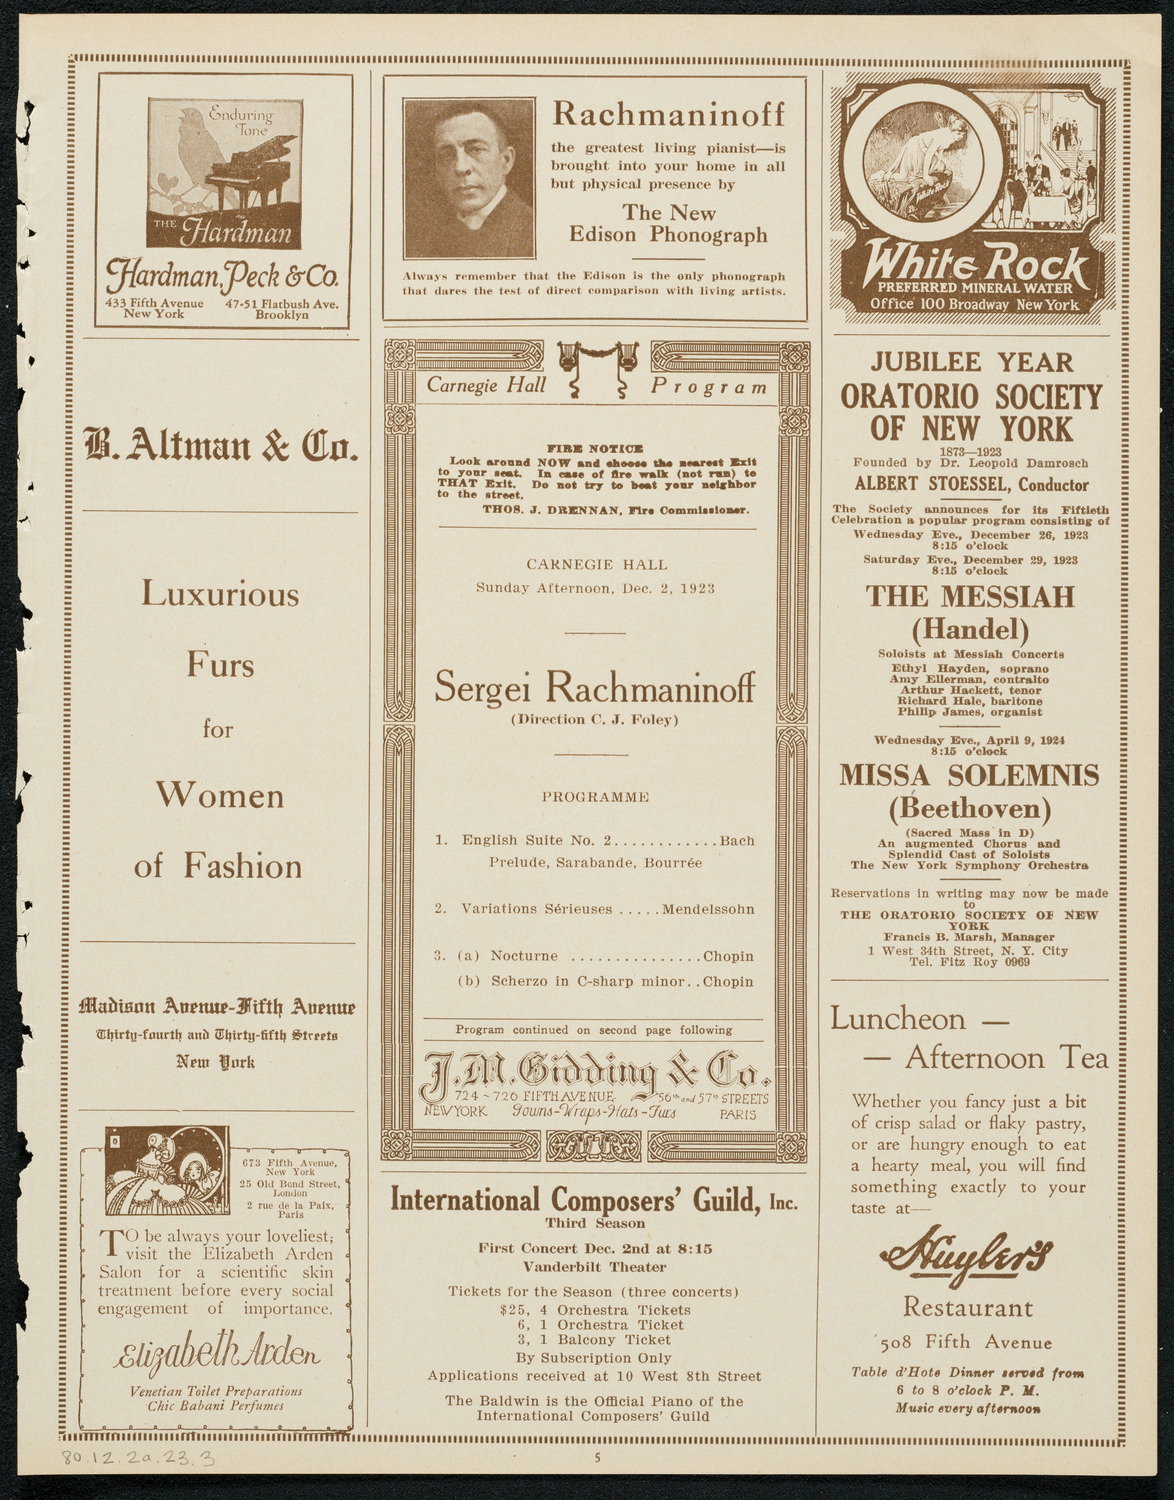 Enduring
Tone
THE Hardman
Hardman, Peck & Co.
433 Fifth Avenue 47-51 Flatbush Ave.
New York Brooklyn
B. Altman & Co.
Luxurious
Furs
for
Women
of Fashion
Madison Avenue-Fifth Avenue
Thirty-fourth and Thirty-fifth Streets
New York
673 Fifth Avenue,
New York
25 Old Bond Street,
London
2 rue de la Paix,
Paris
TO be always your loveliest;
visit the Elizabeth Arden
Salon for a scientific skin
treatment before every social
engagement of importance.
Elizabeth Arden
Venetian Toilet Preparations
Chic Babani Perfumes
Rachmaninoff
the greatest living pianist—is
brought into your home in all
but physical presence by
The New
Edison Phonograph
Always remember that the Edison is the only phonograph
that dares the test of direct comparison with living artists.
Carnegie Hall Program
FIRE NOTICE
Look around NOW and choose the nearest Exit
to your seat. In case of fire walk (not run) to
THAT Exit. Do not try to beat your neighbor
to the street.
THOS. J. DRENNAN, Fire Commissioner.
CARNEGIE HALL
Sunday Afternoon, Dec. 2, 1923
Sergei Rachmaninoff
(Direction C. J. Foley)
PROGRAMME
1. English Suite No. 2............Bach
Prelude, Sarabande, Bourrée
2. Variations Sérieuses .....Mendelssohn
3. (a) Nocturne ...............Chopin
(b) Scherzo in C-sharp minor..Chopin
Program continued on second page following
J. M. Gidding & Co.
724 ~ 726 FIFTH AVENUE 56th and 57th STREETS
NEW YORK Gowns-Wraps-Hats-Furs PARIS
International Composers' Guild, Inc.
Third Season
First Concert Dec. 2nd at 8:15
Vanderbilt Theater
Tickets for the Season (three concerts)
$25, 4 Orchestra Tickets
6, 1 Orchestra Ticket
3, 1 Balcony Ticket
By Subscription Only
Applications received at 10 West 8th Street
The Baldwin is the Official Piano of the
International Composers' Guild
White Rock
PREFERRED MINERAL WATER
Office 100 Broadway New York
JUBILEE YEAR
ORATORIO SOCIETY
OF NEW YORK
1873—1923
Founded by Dr. Leopold Damrosch
ALBERT STOESSEL, Conductor
The Society announces for its Fiftieth
Celebration a popular program consisting of
Wednesday Eve., December 26, 1923
8:15 o'clock
Saturday Eve., December 29, 1923
8:15 o'clock
THE MESSIAH
(Handel)
Soloists at Messiah Concerts
Ethyl Hayden, soprano
Amy Ellerman, contralto
Arthur Hackett, tenor
Richard Hale, baritone
Philip James, organist
Wednesday Eve., April 9, 1924
8:15 o'clock
MISSA SOLEMNIS
(Beethoven)
(Sacred Mass in D)
An augmented Chorus and
Splendid Cast of Soloists
The New York Symphony Orchestra
Reservations in writing may now be made
to
THE ORATORIO SOCIETY OF NEW
YORK
Francis B. Marsh, Manager
1 West 34th Street, N. Y. City
Tel. Fitz Roy 0969
Luncheon —
— Afternoon Tea
Whether you fancy just a bit
of crisp salad or flaky pastry,
or are hungry enough to eat
a hearty meal, you will find
something exactly to your
taste at—
Huyler's
Restaurant
508 Fifth Avenue
Table d'Hote Dinner served from
6 to 8 o'clock P. M.
Music every afternoon
80.12.2a.23.3
5